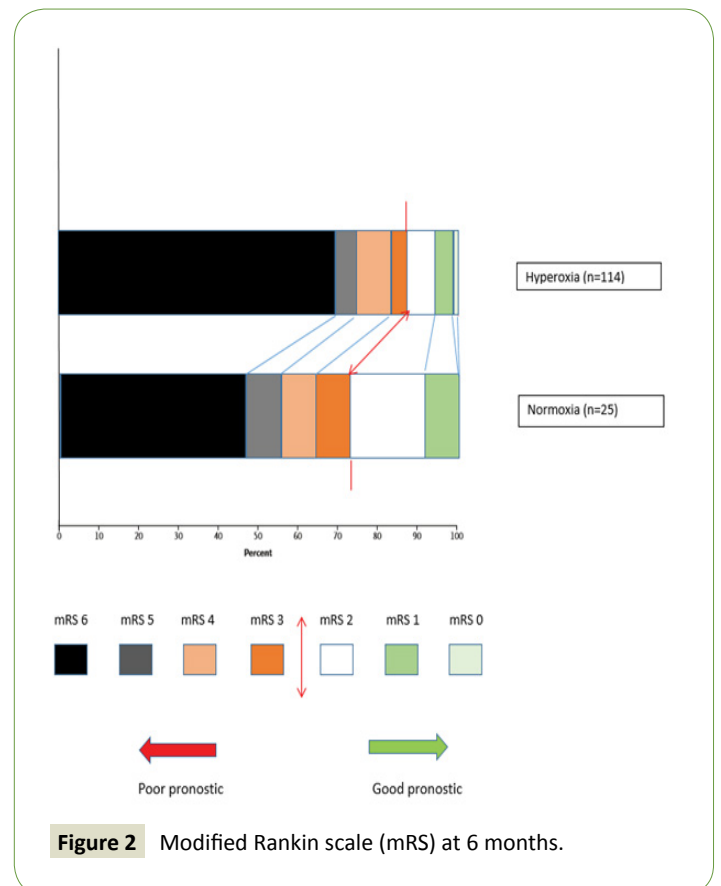 Hyperoxia (n=114)
Normoxia (n=25)
0 10 20 30 40 50 60 70 80 90 100
Percent
mRS 6 mRS 5 mRS 4 mRS 3 mRS 2 mRS 1 mRS 0
Poor pronostic Good pronostic
Figure 2 Modified Rankin scale (mRS) at 6 months.